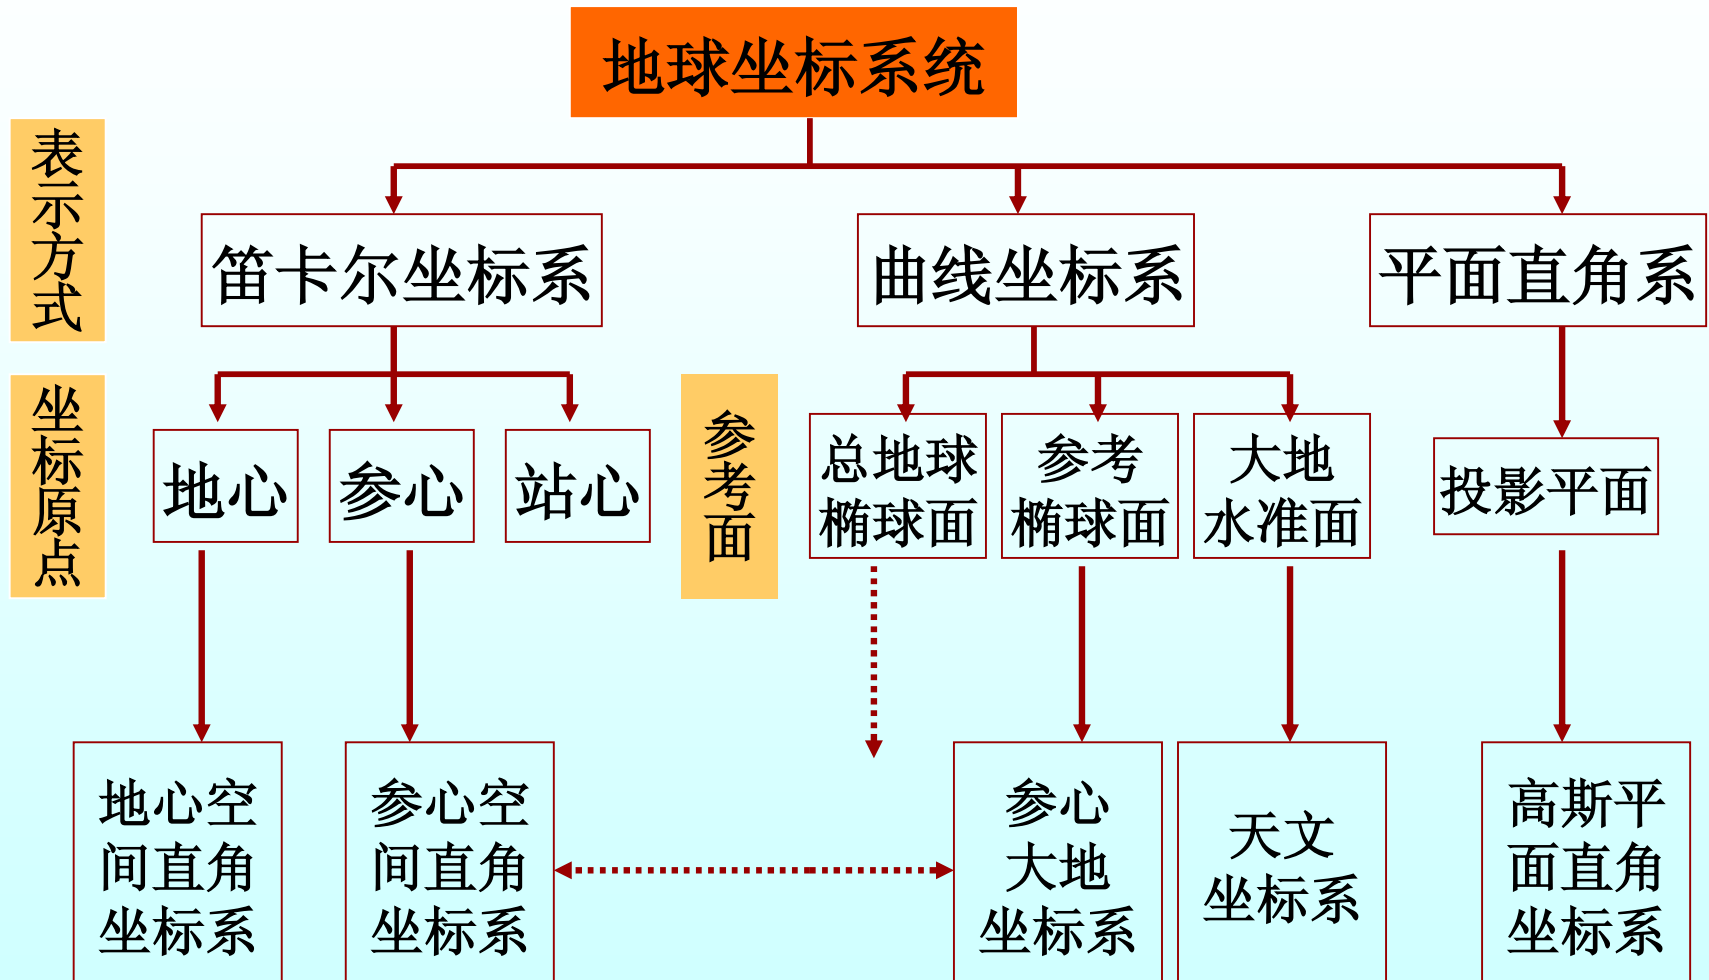 地球坐标系统
表示方式
笛卡尔坐标系
曲线坐标系
平面直角系
坐标原点
地心
参心
站心
参考面
总地球
椭球面
参考
椭球面
大地
水准面
投影平面
地心空
间直角
坐标系
参心空
间直角
坐标系
参心
大地
坐标系
天文
坐标系
高斯平
面直角
坐标系